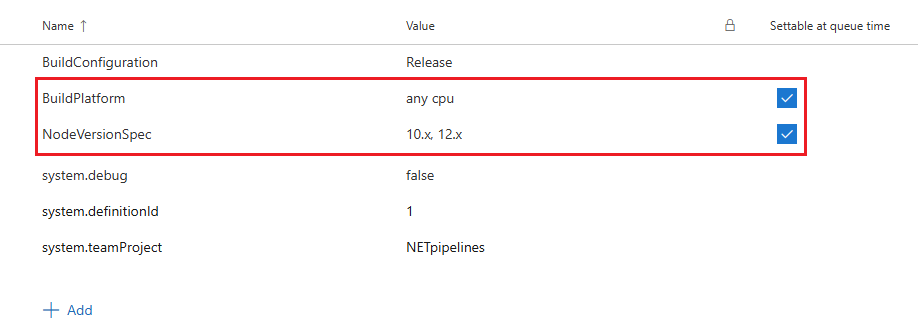 Name ↑ Value Settable at queue time
BuildConfiguration Release
BuildPlatform any cpu
NodeVersionSpec 10.x, 12.x
system.debug false
system.definitionId 1
system.teamProject NETpipelines
+ Add